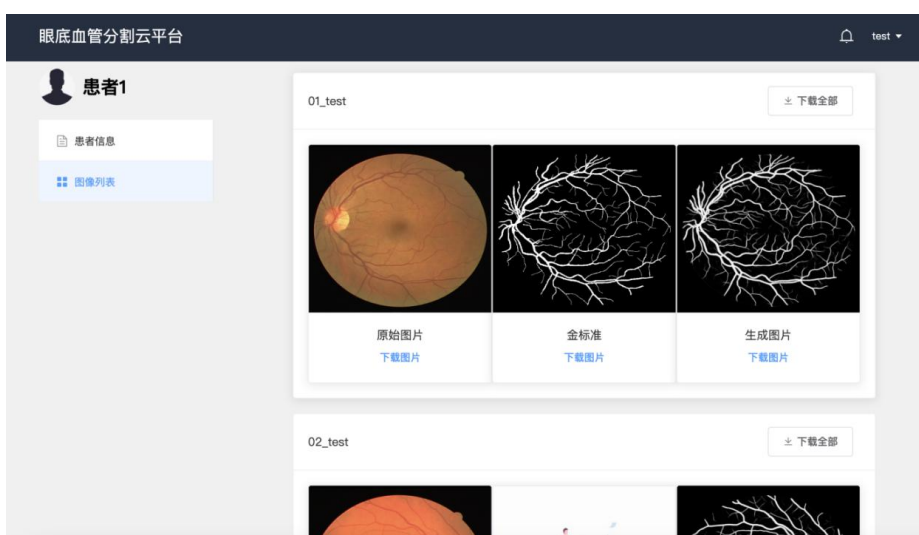 眼底血管分割云平台
test
患者1
患者信息
图像列表
01_test
下载全部
原始图片
金标准
生成图片
下载图片
下载图片
下载图片
02_test
下载全部